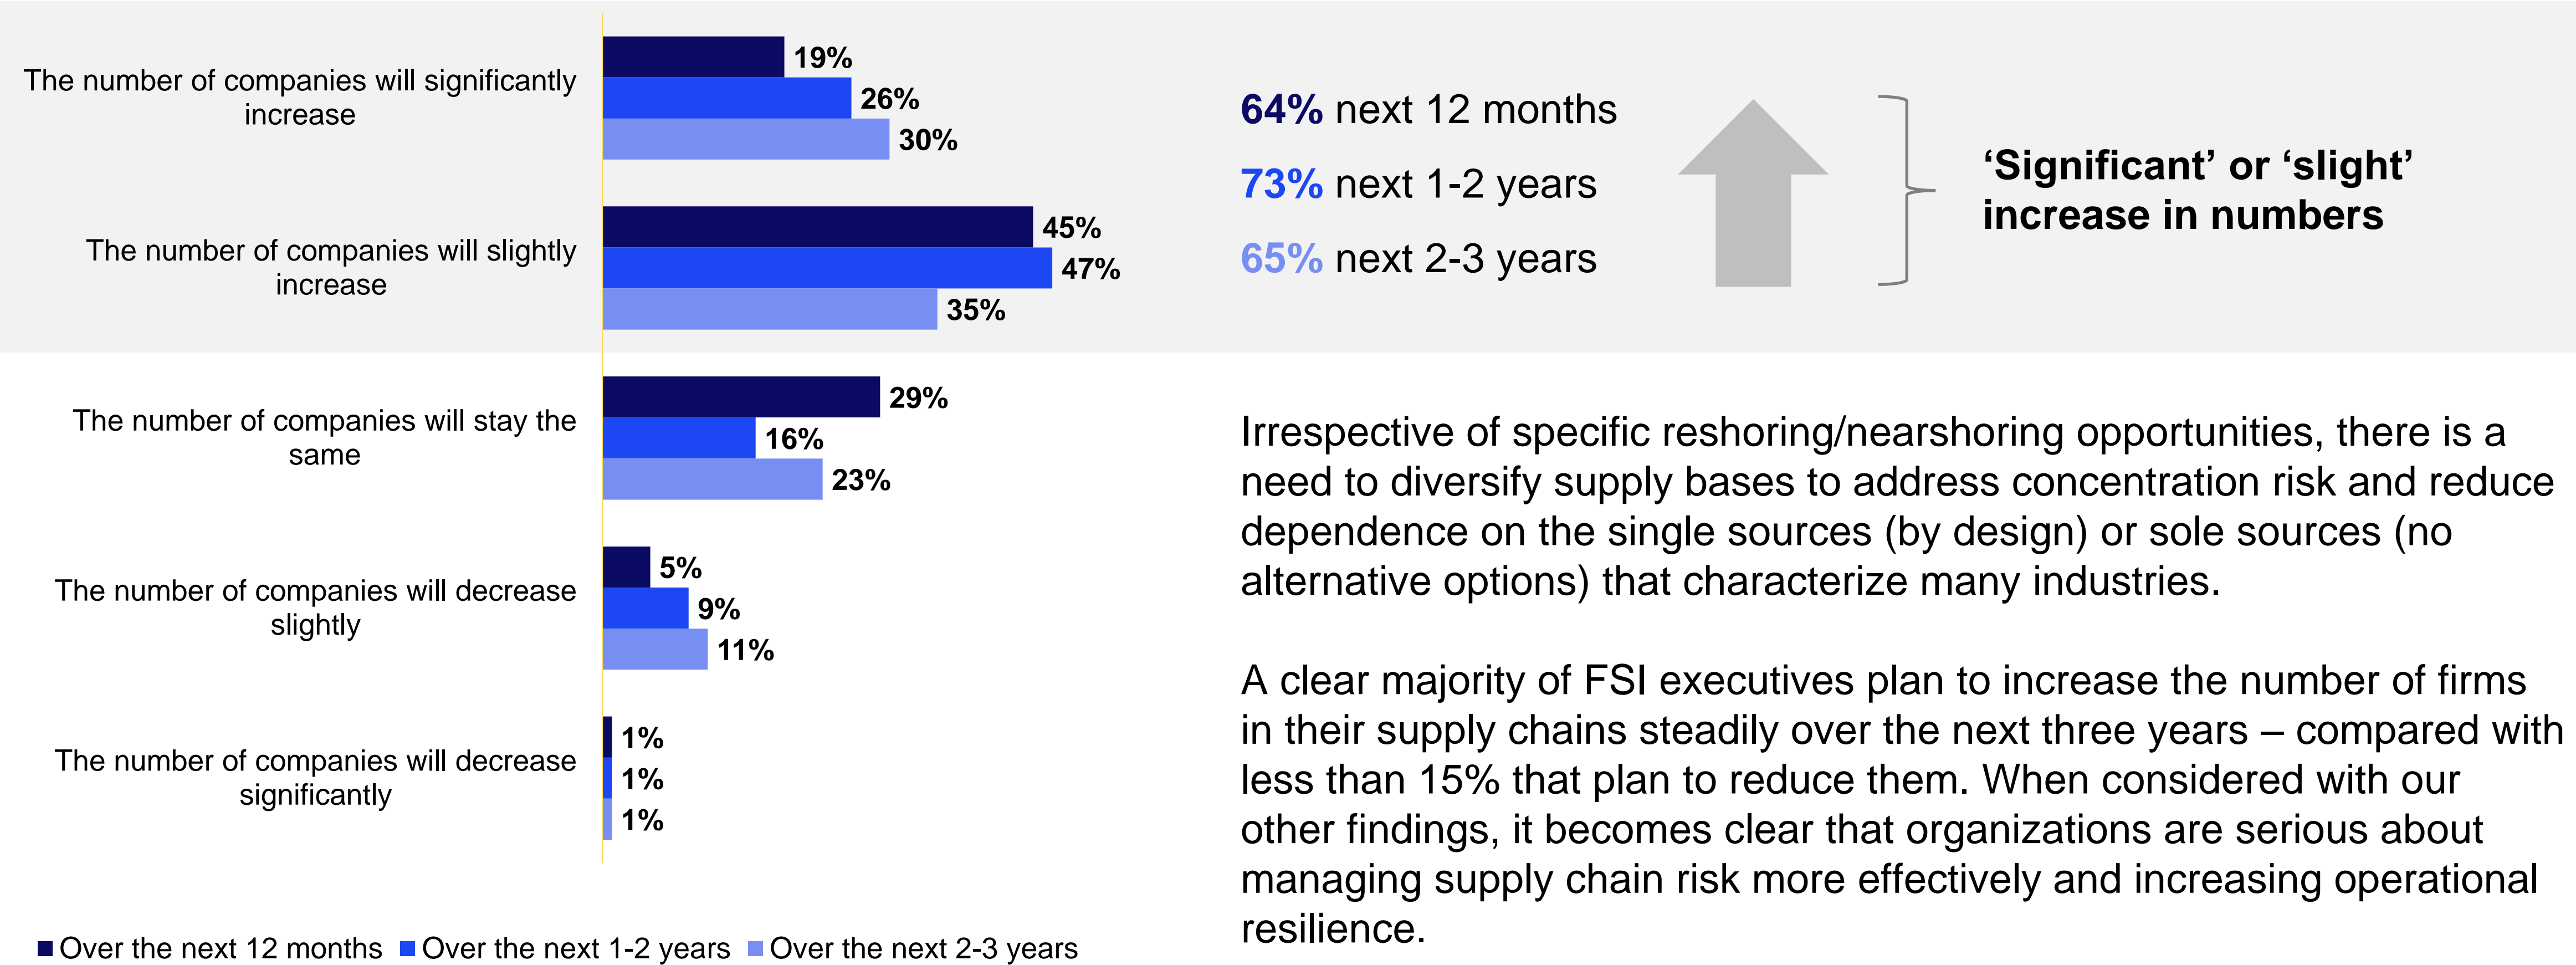 The number of companies will significantly
increase
19%
26%
30%
The number of companies will slightly
increase
45%
47%
35%
The number of companies will stay the
same
29%
16%
23%
The number of companies will decrease
slightly
5%
9%
11%
The number of companies will decrease
significantly
1%
1%
1%
Over the next 12 months Over the next 1-2 years Over the next 2-3 years
64% next 12 months
73% next 1-2 years
65% next 2-3 years
‘Significant’ or ‘slight’
increase in numbers
Irrespective of specific reshoring/nearshoring opportunities, there is a
need to diversify supply bases to address concentration risk and reduce
dependence on the single sources (by design) or sole sources (no
alternative options) that characterize many industries.
A clear majority of FSI executives plan to increase the number of firms
in their supply chains steadily over the next three years – compared with
less than 15% that plan to reduce them. When considered with our
other findings, it becomes clear that organizations are serious about
managing supply chain risk more effectively and increasing operational
resilience.